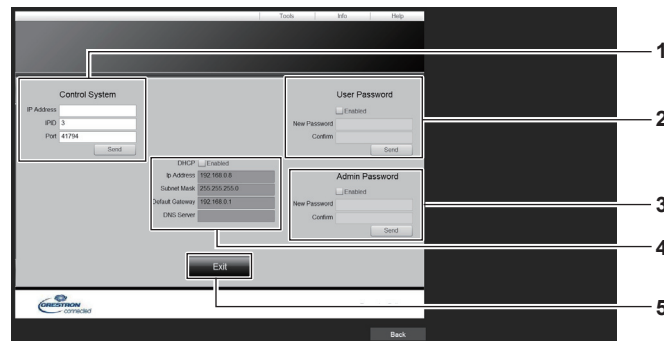 Tools Info Help
Control System
IP Address
IPID 3
Port 41794
Send
User Password
Enabled
New Password
Confirm
Send
DHCP Enabled
Ip Address 192.168.0.8
Subnet Mask 255.255.255.0
Default Gateway 192.168.0.1
DNS Server
Admin Password
Enabled
New Password
Confirm
Send
Exit
CRESTRON
connected
Back
1
2
3
4
5